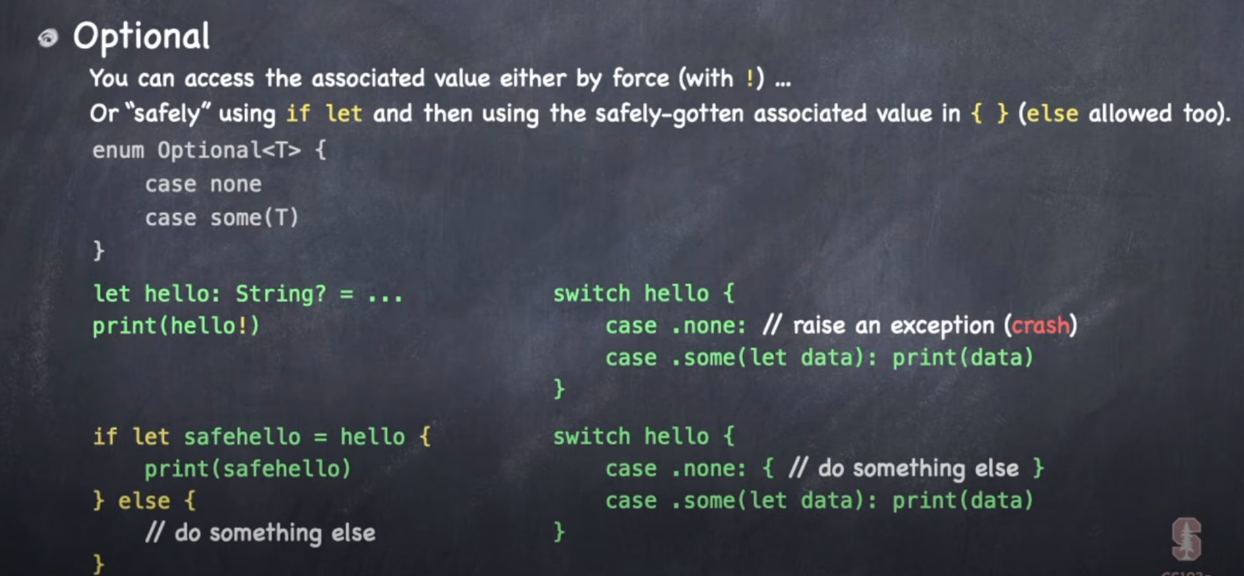 Optional
You can access the associated value either by force (with !) ...
Or “safely” using if let and then using the safely-gotten associated value in { } (else allowed too).
enum Optional<T> {
    case none
    case some(T)
}
let hello: String? = ...
print(hello!)
switch hello {
    case .none: // raise an exception (crash)
    case .some(let data): print(data)
}
if let safehello = hello {
    print(safehello)
} else {
    // do something else
}
switch hello {
    case .none: { // do something else }
    case .some(let data): print(data)
}
S